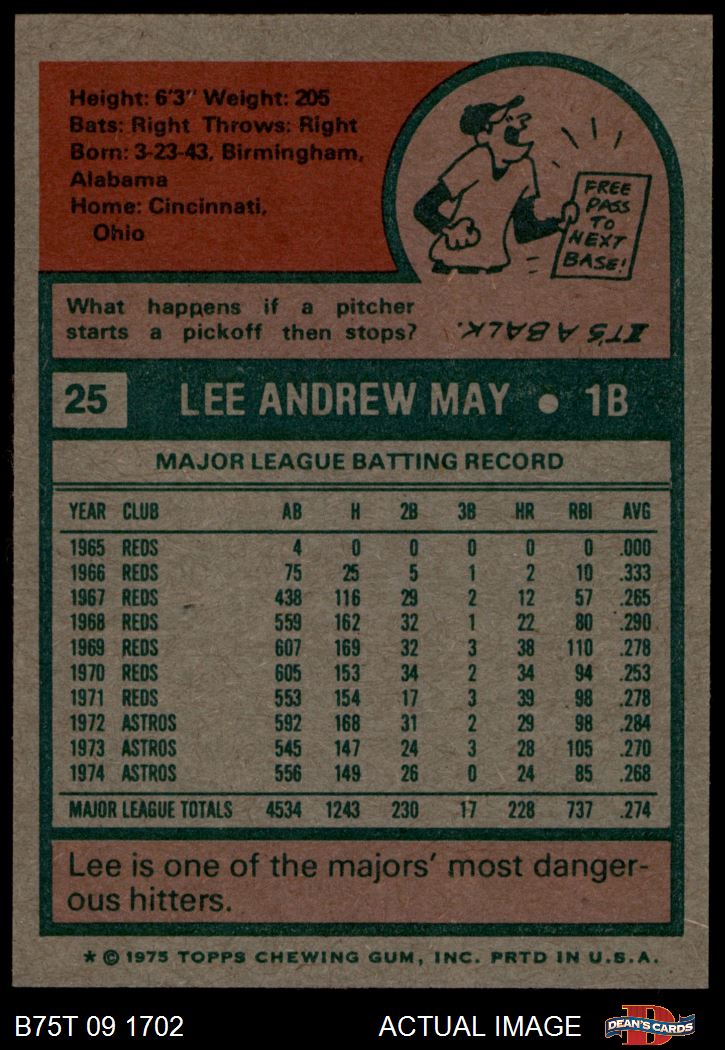 Height: 6'3" Weight: 205
Bats: Right Throws: Right
Born: 3-23-43, Birmingham,
Alabama
Home: Cincinnati,
Ohio
FREE
PASS
TO
NEXT
BASE!
What happens if a pitcher
starts a pickoff then stops?
IT'S A BALK.
25 LEE ANDREW MAY • 1B
MAJOR LEAGUE BATTING RECORD
YEAR CLUB AB H 2B 3B HR RBI AVG
1965 REDS 4 0 0 0 0 0 .000
1966 REDS 75 25 5 1 2 10 .333
1967 REDS 438 116 29 2 12 57 .265
1968 REDS 559 162 32 1 22 80 .290
1969 REDS 607 169 32 3 38 110 .278
1970 REDS 605 153 34 2 34 94 .253
1971 REDS 553 154 17 3 39 98 .278
1972 ASTROS 592 168 31 2 29 98 .284
1973 ASTROS 545 147 24 3 28 105 .270
1974 ASTROS 556 149 26 0 24 85 .268
MAJOR LEAGUE TOTALS 4534 1243 230 17 228 737 .274
Lee is one of the majors' most danger-
ous hitters.
* © 1975 TOPPS CHEWING GUM, INC. PRTD IN U.S.A.
B75T 09 1702 ACTUAL IMAGE
DEAN'S CARDS